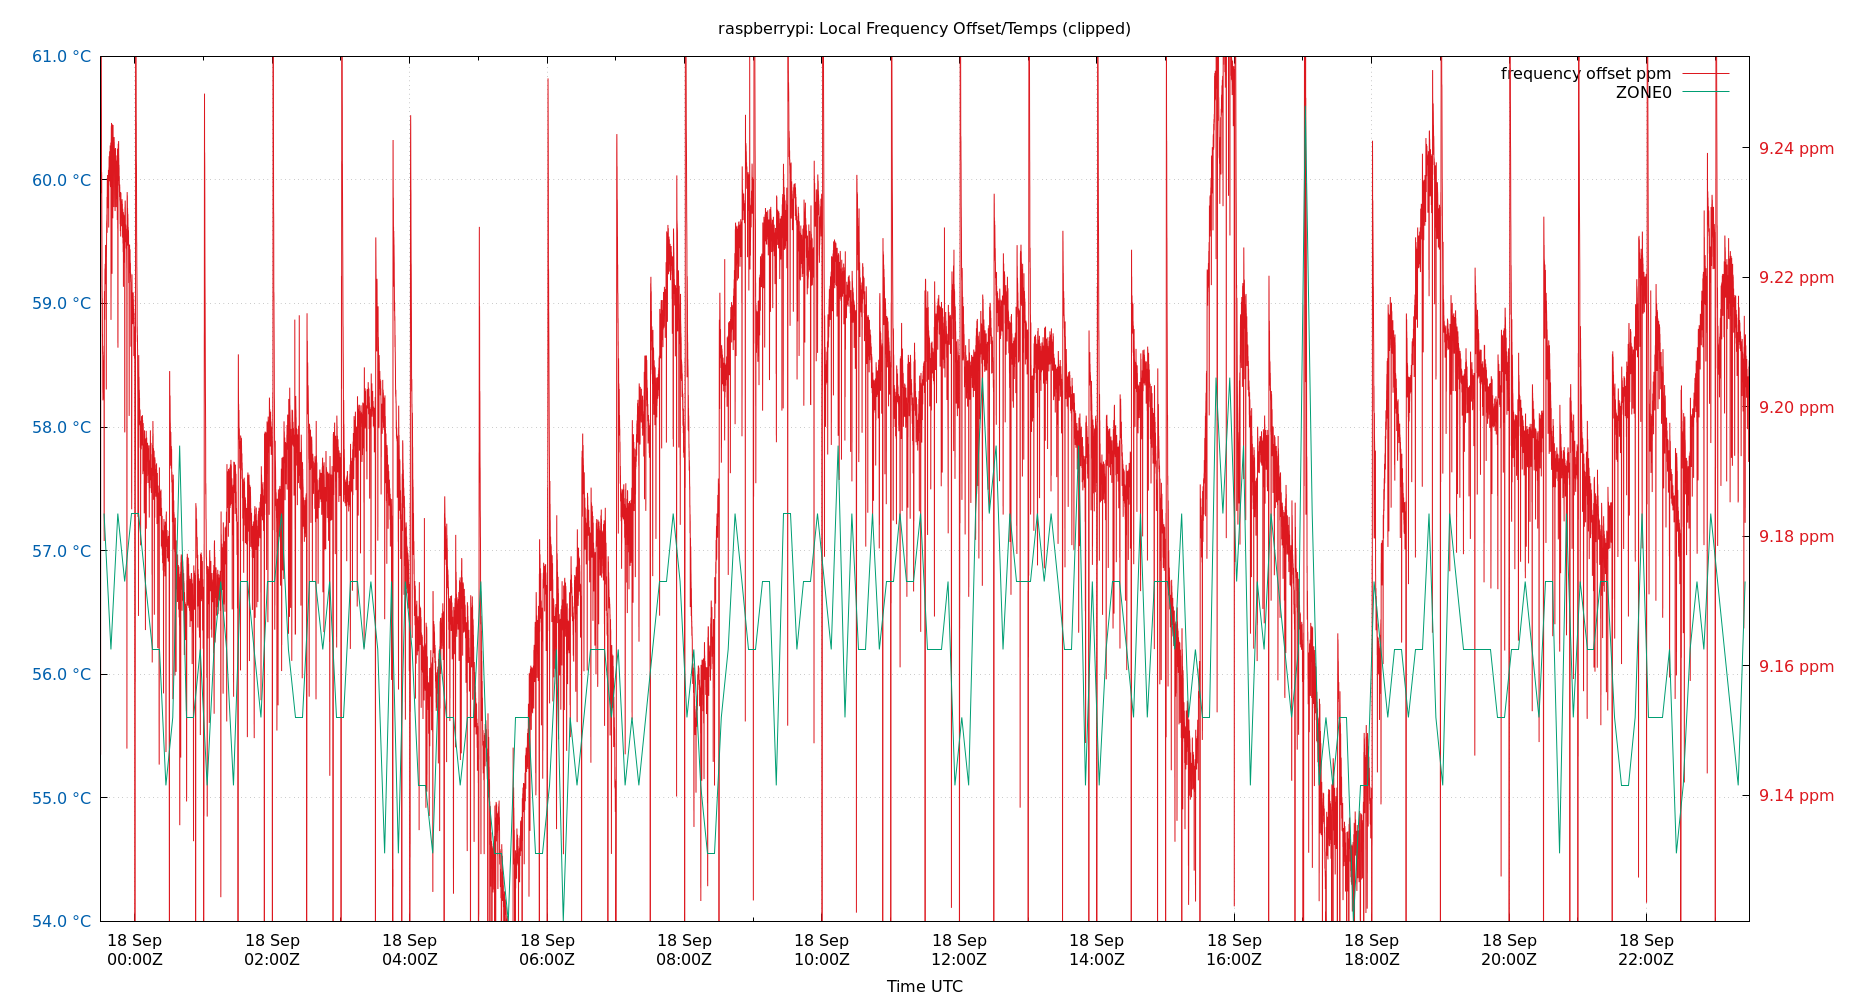 raspberrypi: Local Frequency Offset/Temps (clipped)
61.0 °C
60.0 °C
59.0 °C
58.0 °C
57.0 °C
56.0 °C
55.0 °C
54.0 °C
frequency offset ppm
ZONE0
9.24 ppm
9.22 ppm
9.20 ppm
9.18 ppm
9.16 ppm
9.14 ppm
18 Sep
00:00Z
18 Sep
02:00Z
18 Sep
04:00Z
18 Sep
06:00Z
18 Sep
08:00Z
18 Sep
10:00Z
18 Sep
12:00Z
18 Sep
14:00Z
18 Sep
16:00Z
18 Sep
18:00Z
18 Sep
20:00Z
18 Sep
22:00Z
Time UTC